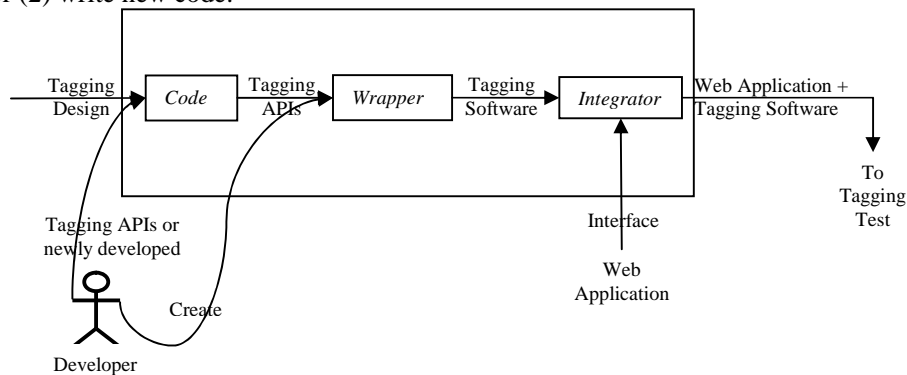 r (2) write new code.
Tagging
Design
Code
Tagging
APIs
Wrapper
Tagging
Software
Integrator
Web Application +
Tagging Software
To
Tagging
Test
Tagging APIs or
newly developed
Interface
Web
Application
Create
Developer